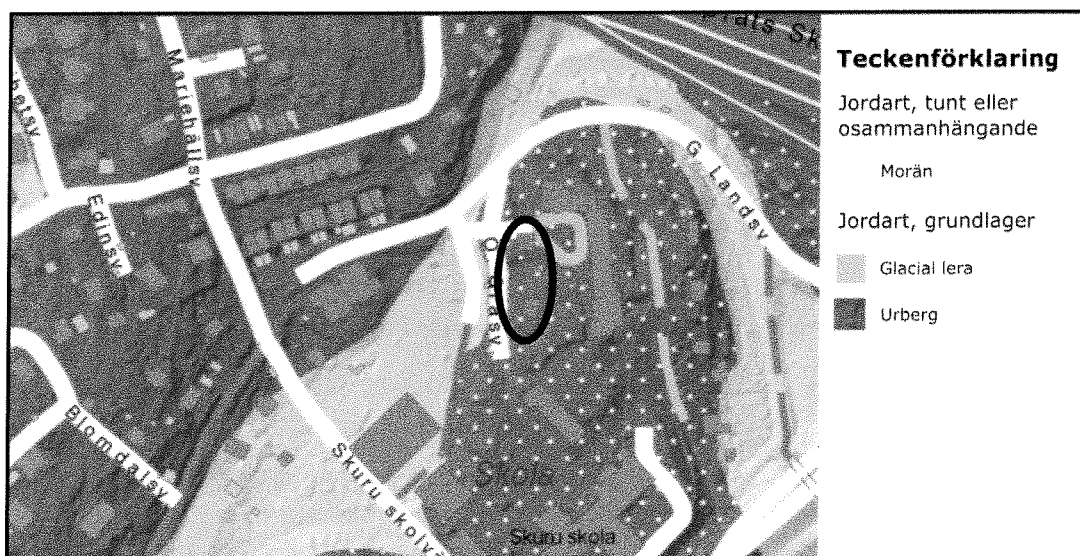 Teckenförklaring
Jordart, tunt eller
osammanhängande
Morän
Jordart, grundlager
Glacial lera
Urberg
Mariehällsv
Edinsv
Blomdalsv
Skuru skolv
G. Landsv
Skola
Skuru skola